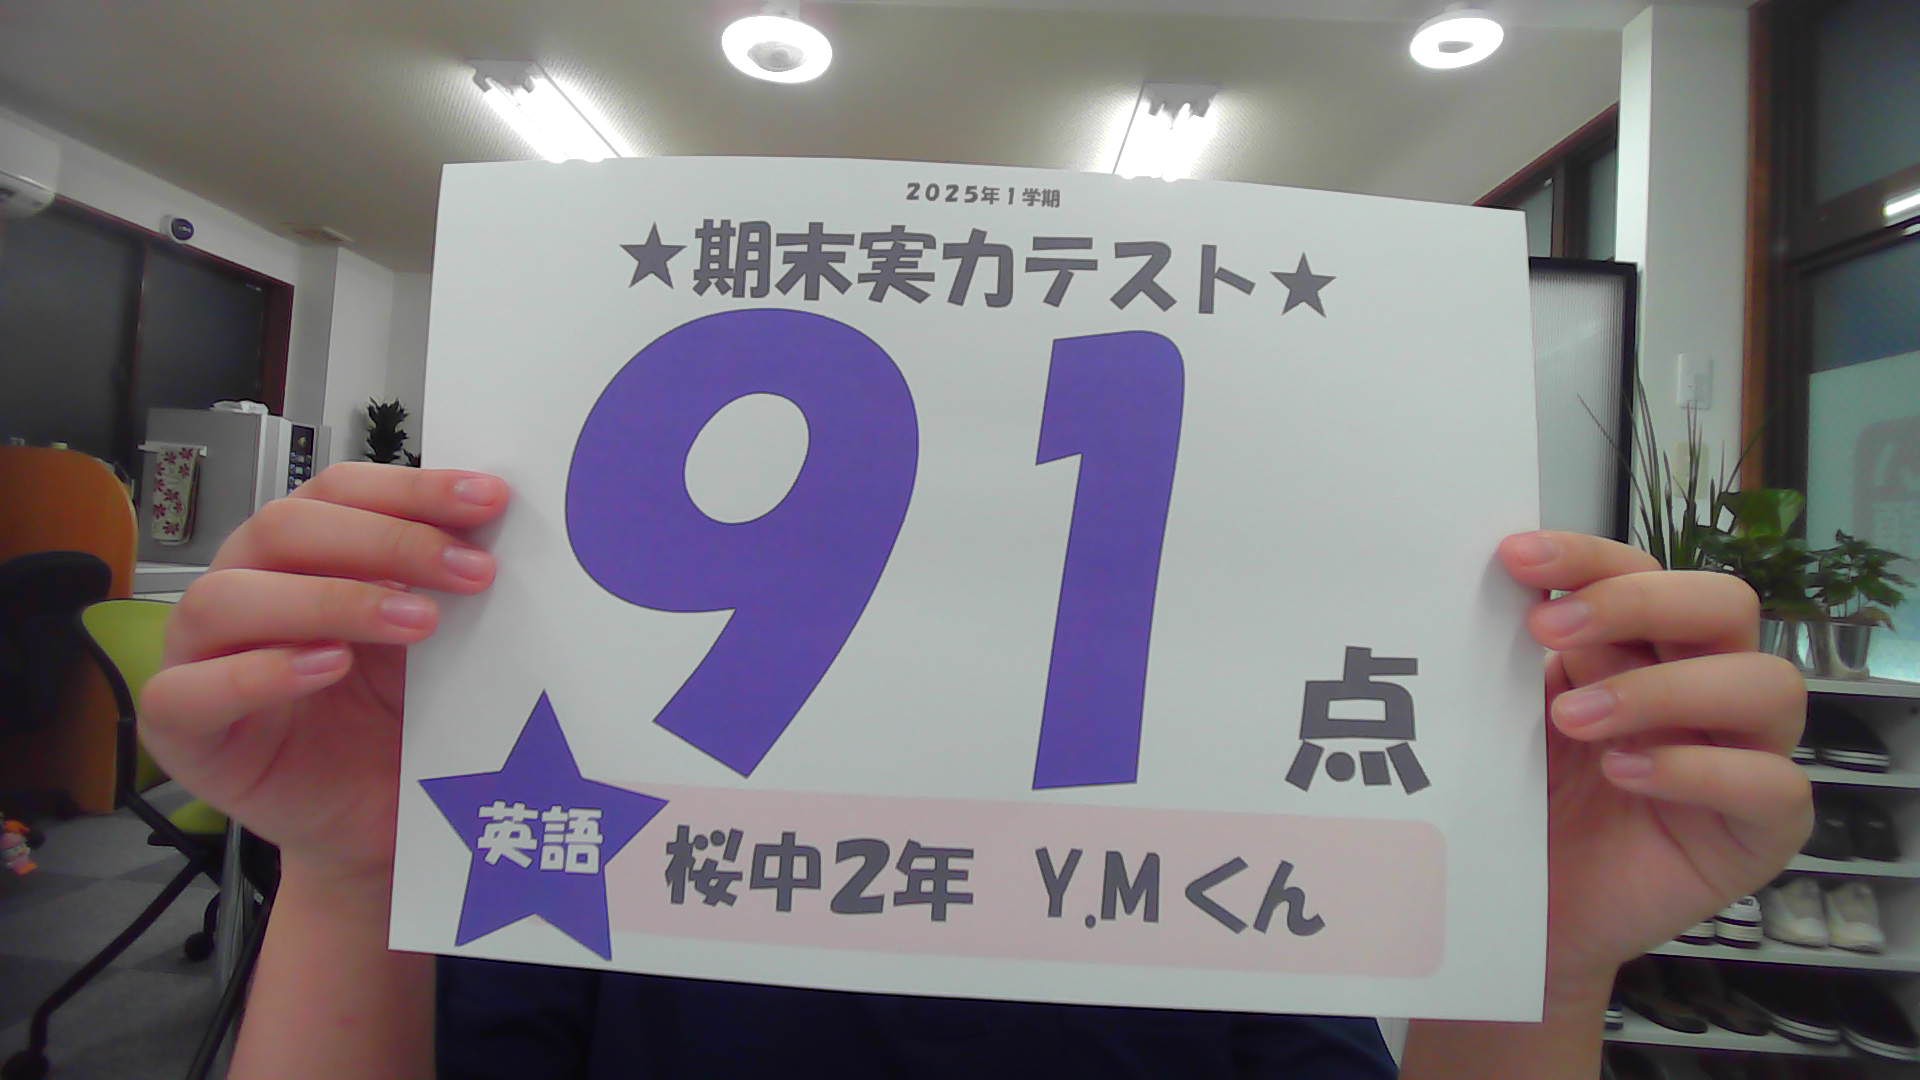 2025年1学期
★期末実力テスト★
91点
英語
桜中2年 Y.Mくん